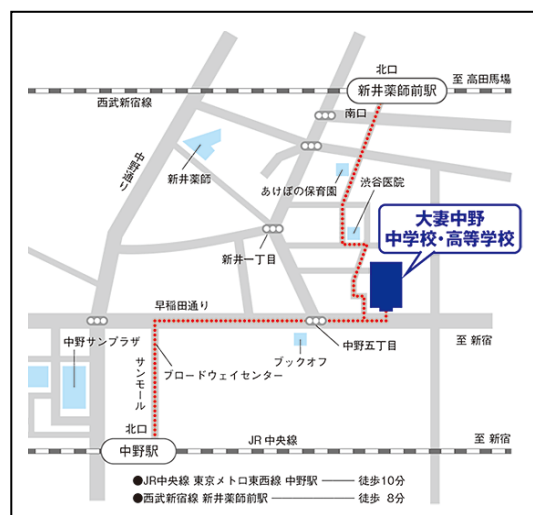 北口
新井薬師前駅
至 高田馬場
西武新宿線
南口
中野通り
新井薬師
あけぼの保育園
渋谷医院
大妻中野
中学校・高等学校
新井一丁目
早稲田通り
中野サンプラザ
中野五丁目
至 新宿
ブックオフ
ブロードウェイセンター
サンモール
北口
中野駅
JR中央線
至 新宿
●JR中央線 東京メトロ東西線 中野駅 徒歩10分
●西武新宿線 新井薬師前駅 徒歩 8分